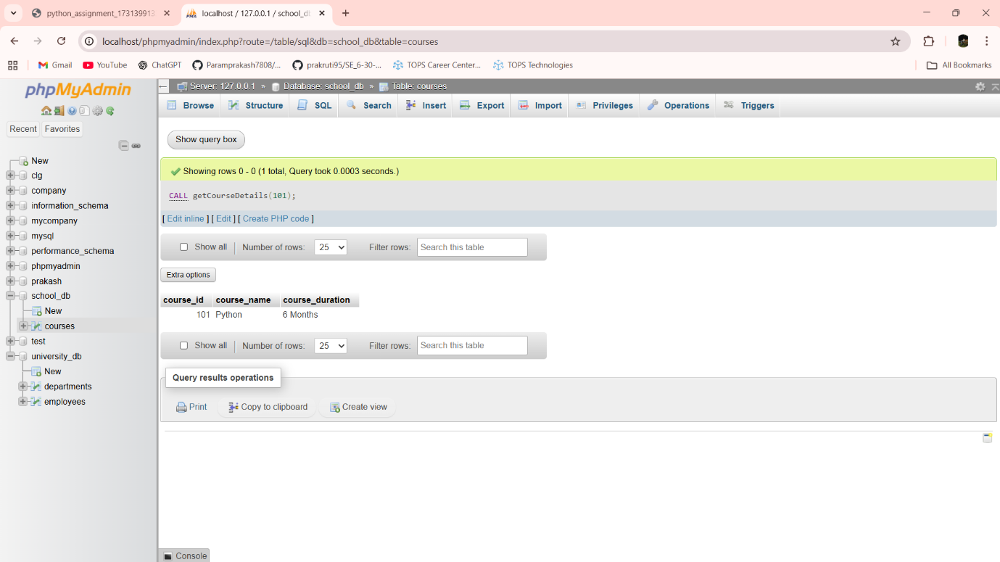 python_assignment_173139913
localhost / 127.0.0.1 / school_db
localhost/phpmyadmin/index.php?route=/table/sql&db=school_db&table=courses
Gmail YouTube ChatGPT Paramprakash7808/... prakruti95/SE_6-30-... TOPS Career Center... TOPS Technologies All Bookmarks
phpMyAdmin
Recent Favorites
New
clg
company
information_schema
mycompany
mysql
performance_schema
phpmyadmin
prakash
school_db
New
courses
test
university_db
New
departments
employees
Server: 127.0.0.1 » Database: school_db » Table: courses
Browse Structure SQL Search Insert Export Import Privileges Operations Triggers
Show query box
Showing rows 0 - 0 (1 total, Query took 0.0003 seconds.)
CALL getCourseDetails(101);
[ Edit inline ] [ Edit ] [ Create PHP code ]
Show all Number of rows: 25 Filter rows: Search this table
Extra options
course_id course_name course_duration
101 Python 6 Months
Show all Number of rows: 25 Filter rows: Search this table
Query results operations
Print Copy to clipboard Create view
Console